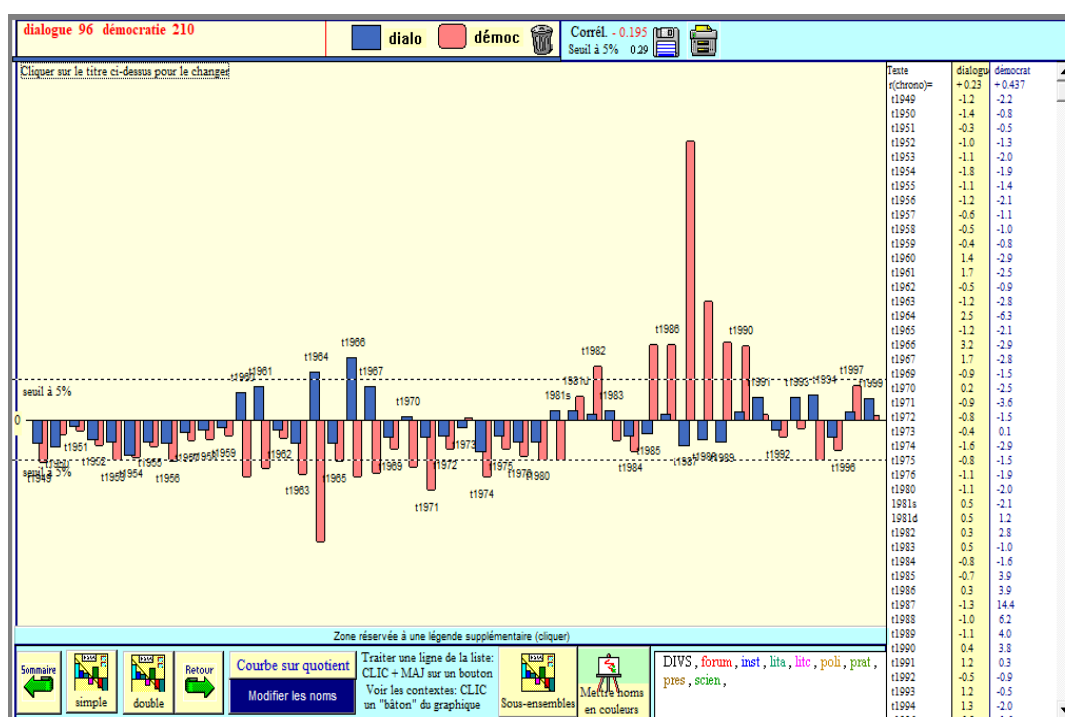 dialogue 96 démocratie 210
dialo
démoc
Corrél. - 0.195
Seuil à 5% 0.29
Cliquer sur le titre ci-dessus pour le changer
t1966
t1964
t1961
t1967
t1970
t1982
t1986
t1990
t1991
t1993
t1994
t1997
t1999
1981s
t1983
seuil à 5%
0
t1951
t1959
t1962
t1963
t1965
t1969
t1971
t1972
t1973
t1974
t1975
t1980
t1984
t1985
t1992
t1996
t1956
t1949
seuil à 5%
Texte dialogu démocrat
r(chrono)= +0.23 +0.437
t1949 -1.2 -2.2
t1950 -1.4 -0.8
t1951 -0.3 -0.5
t1952 -1.0 -1.3
t1953 -1.1 -2.0
t1954 -1.8 -1.9
t1955 -1.1 -1.4
t1956 -1.2 -2.1
t1957 -0.6 -1.1
t1958 -0.5 -1.0
t1959 -0.4 -0.8
t1960 1.4 -2.9
t1961 1.7 -2.5
t1962 -0.5 -0.9
t1963 -1.2 -2.8
t1964 2.5 -6.3
t1965 -1.2 -2.1
t1966 3.2 -2.9
t1967 1.7 -2.8
t1969 -0.9 -1.5
t1970 0.2 -2.5
t1971 -0.9 -3.6
t1972 -0.8 -1.5
t1973 -0.4 0.1
t1974 -1.6 -2.9
t1975 -0.8 -1.5
t1976 -1.1 -1.9
t1980 -1.1 -2.0
1981s 0.5 -2.1
1981d 0.5 1.2
t1982 0.3 2.8
t1983 0.5 -1.0
t1984 -0.8 -1.6
t1985 -0.7 3.9
t1986 0.3 3.9
t1987 -1.3 14.4
t1988 -1.0 6.2
t1989 -1.1 4.0
t1990 0.4 3.8
t1991 1.2 0.3
t1992 -0.5 -0.9
t1993 1.2 -0.5
t1994 1.3 -2.0
Zone réservée à une légende supplémentaire (cliquer)
Sommaire
simple
double
Retour
Courbe sur quotient
Modifier les noms
Traiter une ligne de la liste:
CLIC + MAJ sur un bouton
Voir les contextes: CLIC
un "bâton" du graphique
Sous-ensembles
Mettre noms
en couleurs
DIVS , forum , inst , lita , litc , poli , prat ,
pres , scien ,